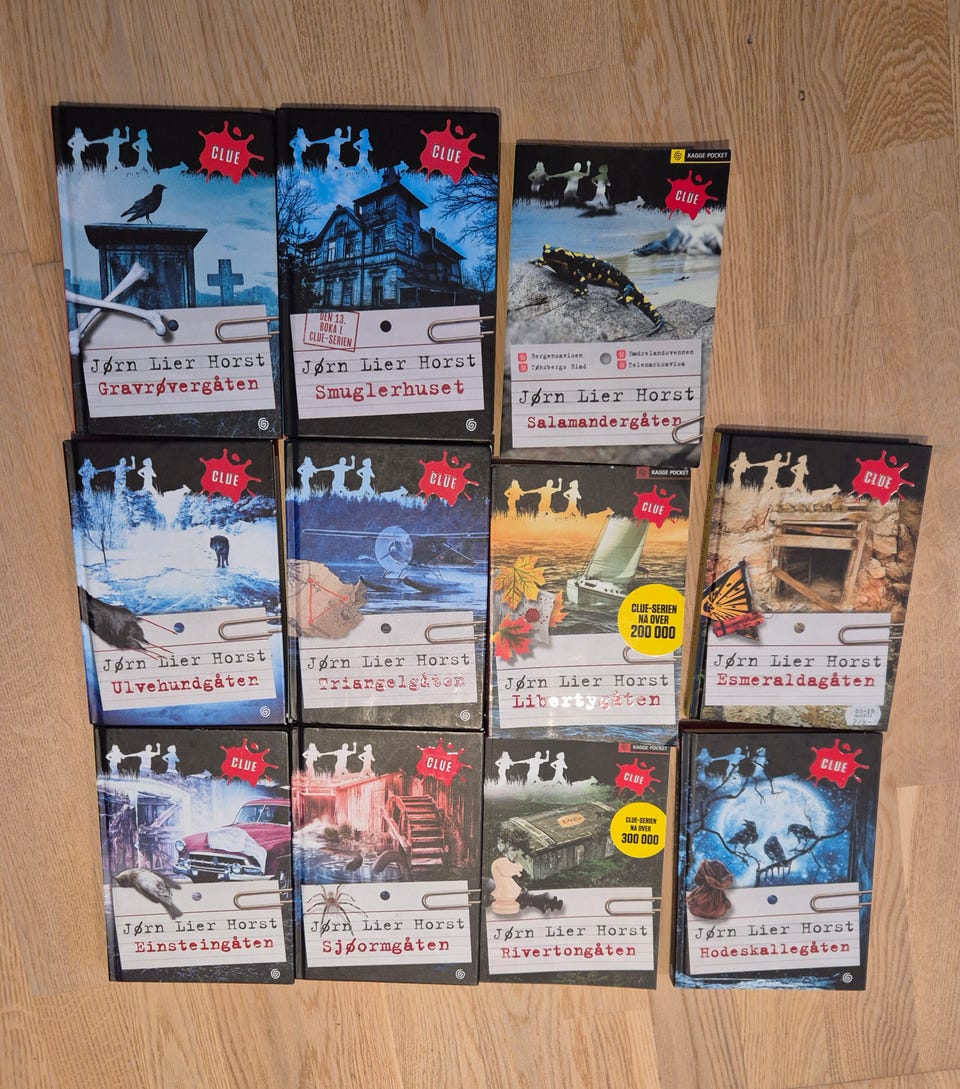 CLUE
Jørn Lier Horst
Gravrøvergåten
CLUE
DEN 13.
BOKA I
CLUE-SERIEN
Jørn Lier Horst
Smuglerhuset
KAGGE POCKET
CLUE
Bergensavisen
Fædrelandsvennen
Tønsbergs Blad
Telemarksavisa
Jørn Lier Horst
Salamandergåten
CLUE
Jørn Lier Horst
Ulvehundgåten
CLUE
Jørn Lier Horst
Triangelgåten
KAGGE POCKET
CLUE
CLUE-SERIEN
NÅ OVER
200 000
Jørn Lier Horst
Libertygåten
CLUE
Jørn Lier Horst
Esmeraldagåten
CLUE
Jørn Lier Horst
Einsteingåten
CLUE
Jørn Lier Horst
Sjøormgåten
KAGGE POCKET
CLUE
CLUE-SERIEN
NÅ OVER
300 000
Jørn Lier Horst
Rivertongåten
CLUE
Jørn Lier Horst
Hodeskallegåten